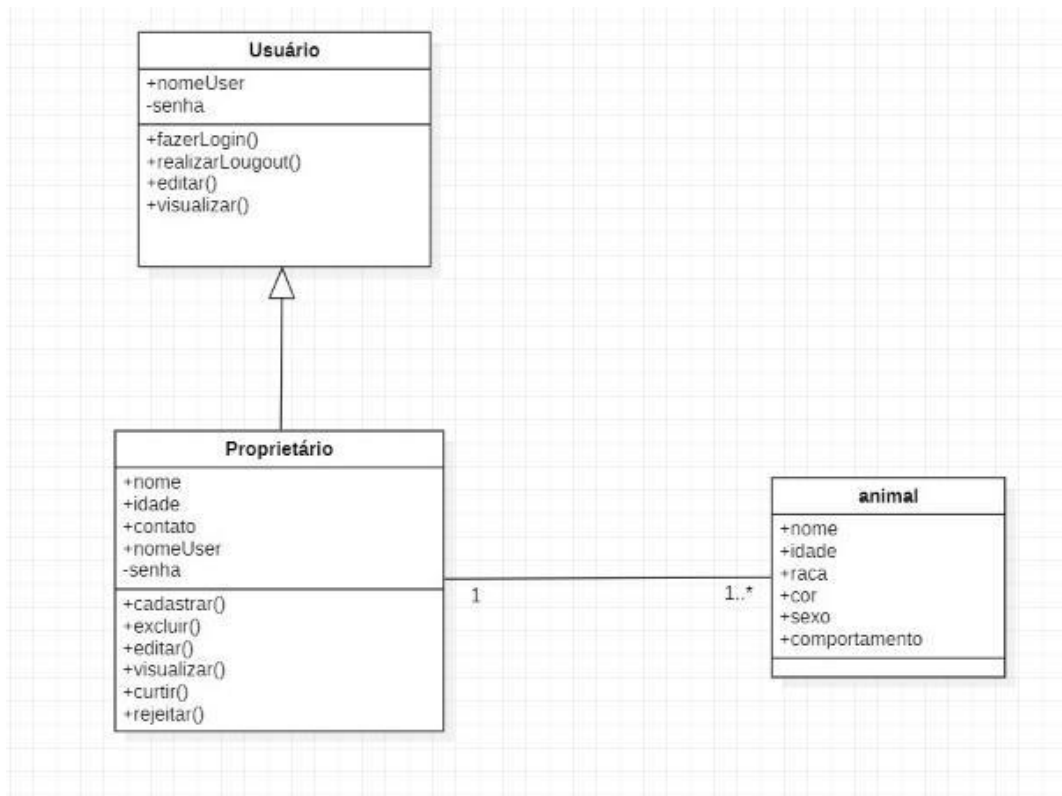 Usuário
+nomeUser
-senha
+fazerLogin()
+realizarLougout()
+editar()
+visualizar()
Proprietário
+nome
+idade
+contato
+nomeUser
-senha
+cadastrar()
+excluir()
+editar()
+visualizar()
+curtir()
+rejeitar()
1
1..*
animal
+nome
+idade
+raca
+cor
+sexo
+comportamento